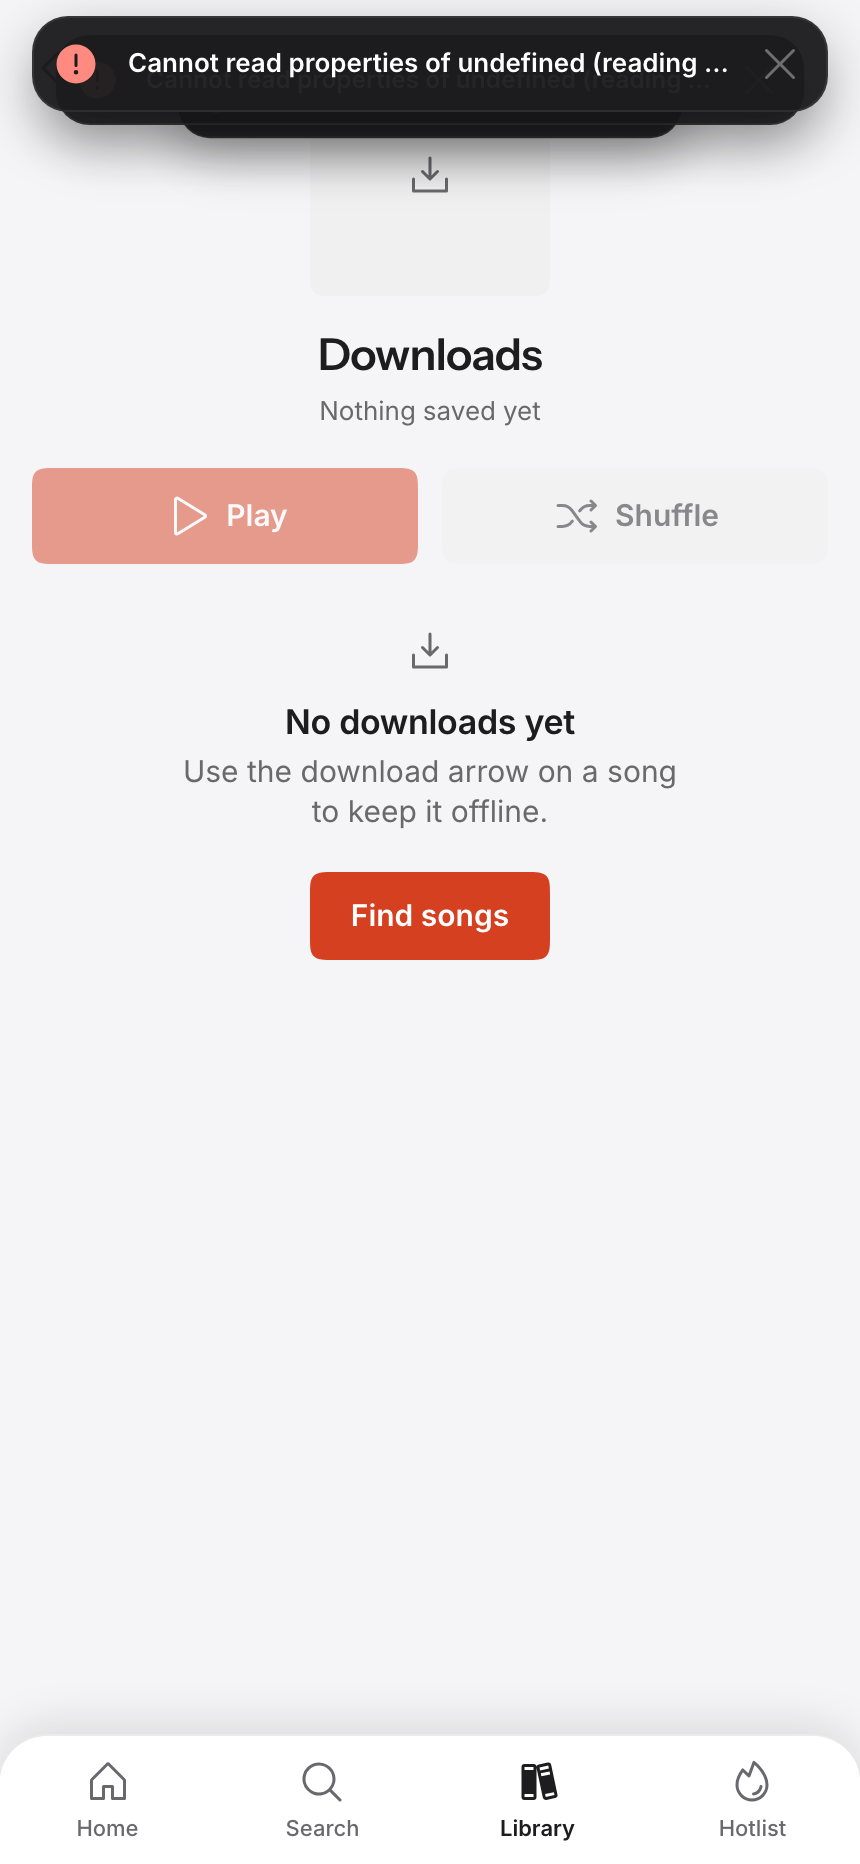 Cannot read properties of undefined (reading ...
Downloads
Nothing saved yet
Play
Shuffle
No downloads yet
Use the download arrow on a song
to keep it offline.
Find songs
Home
Search
Library
Hotlist